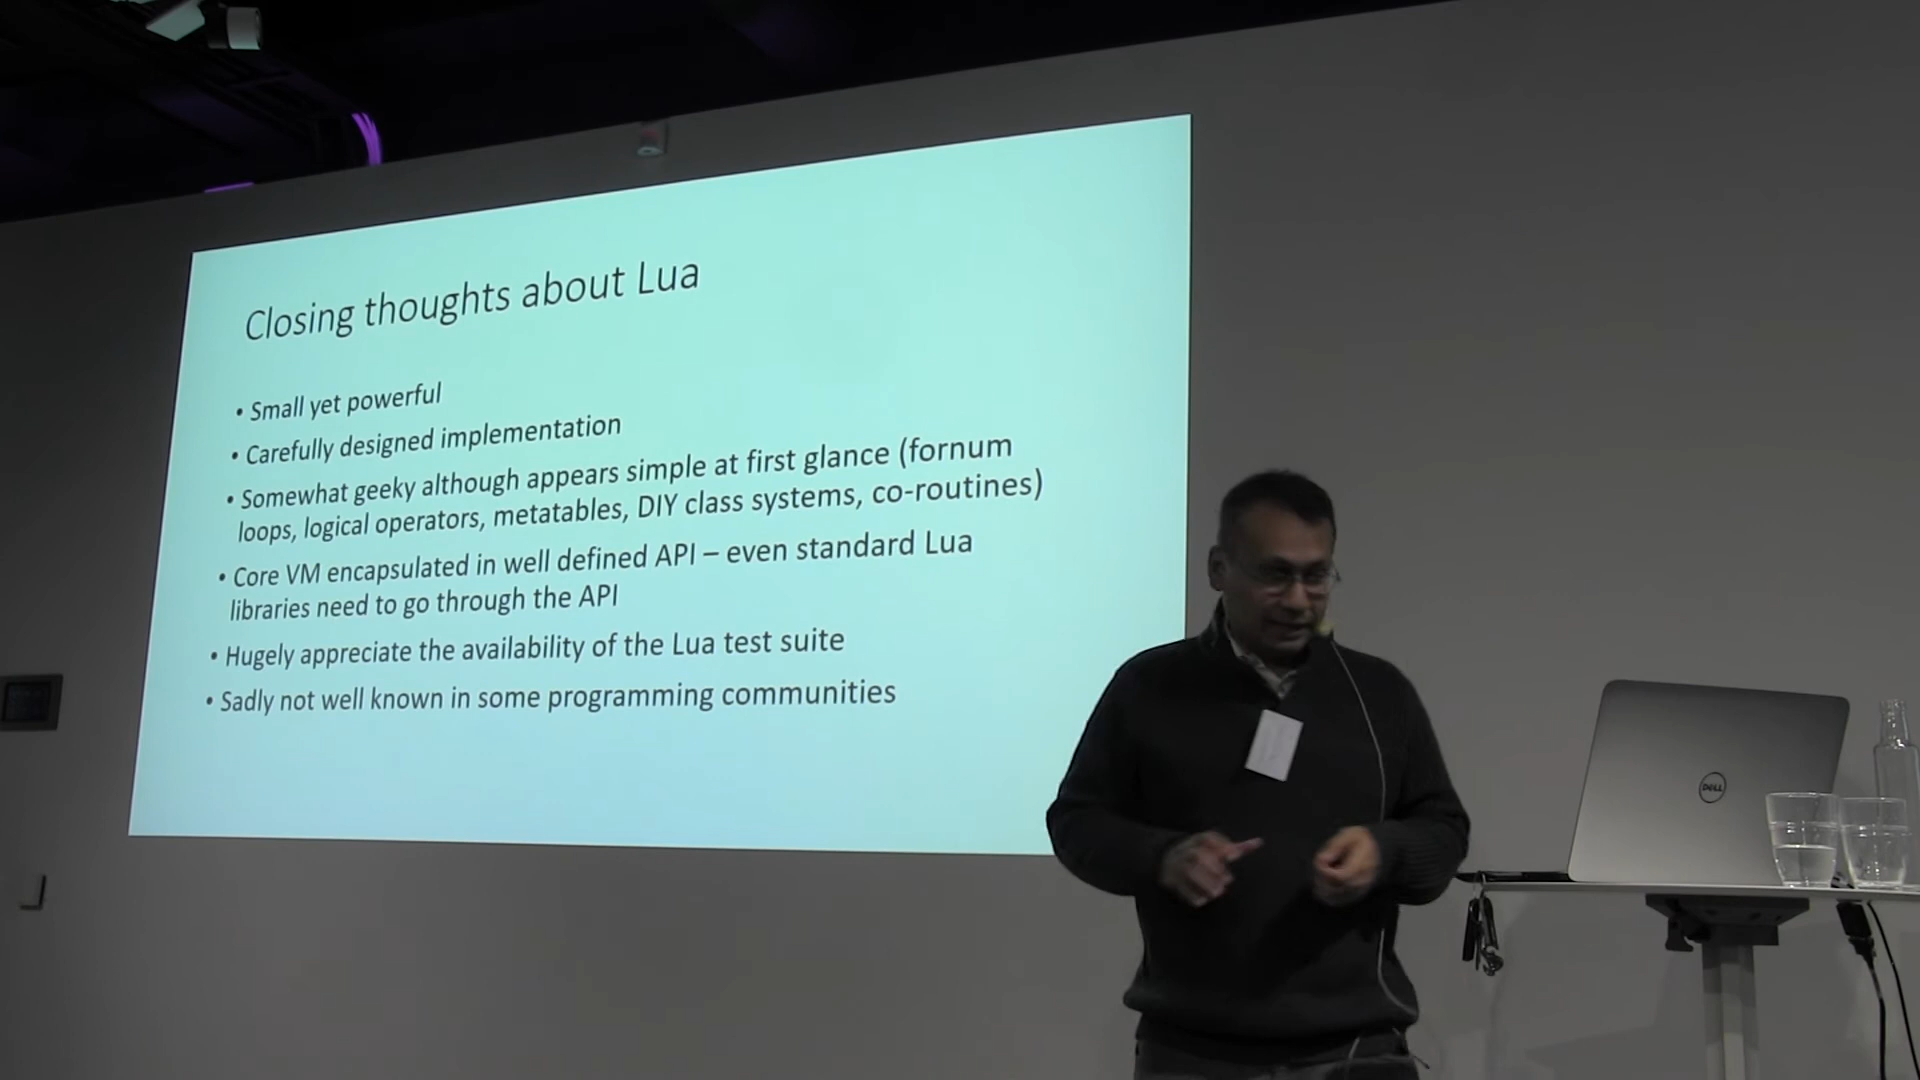 Closing thoughts about Lua
• Small yet powerful
• Carefully designed implementation
• Somewhat geeky although appears simple at first glance (fornum
loops, logical operators, metatables, DIY class systems, co-routines)
• Core VM encapsulated in well defined API – even standard Lua
libraries need to go through the API
• Hugely appreciate the availability of the Lua test suite
• Sadly not well known in some programming communities
DELL